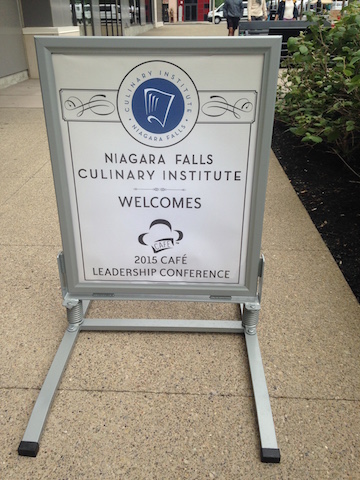 CULINARY INSTITUTE
NIAGARA FALLS
NIAGARA FALLS
CULINARY INSTITUTE
WELCOMES
CAFÉ
2015 CAFÉ
LEADERSHIP CONFERENCE